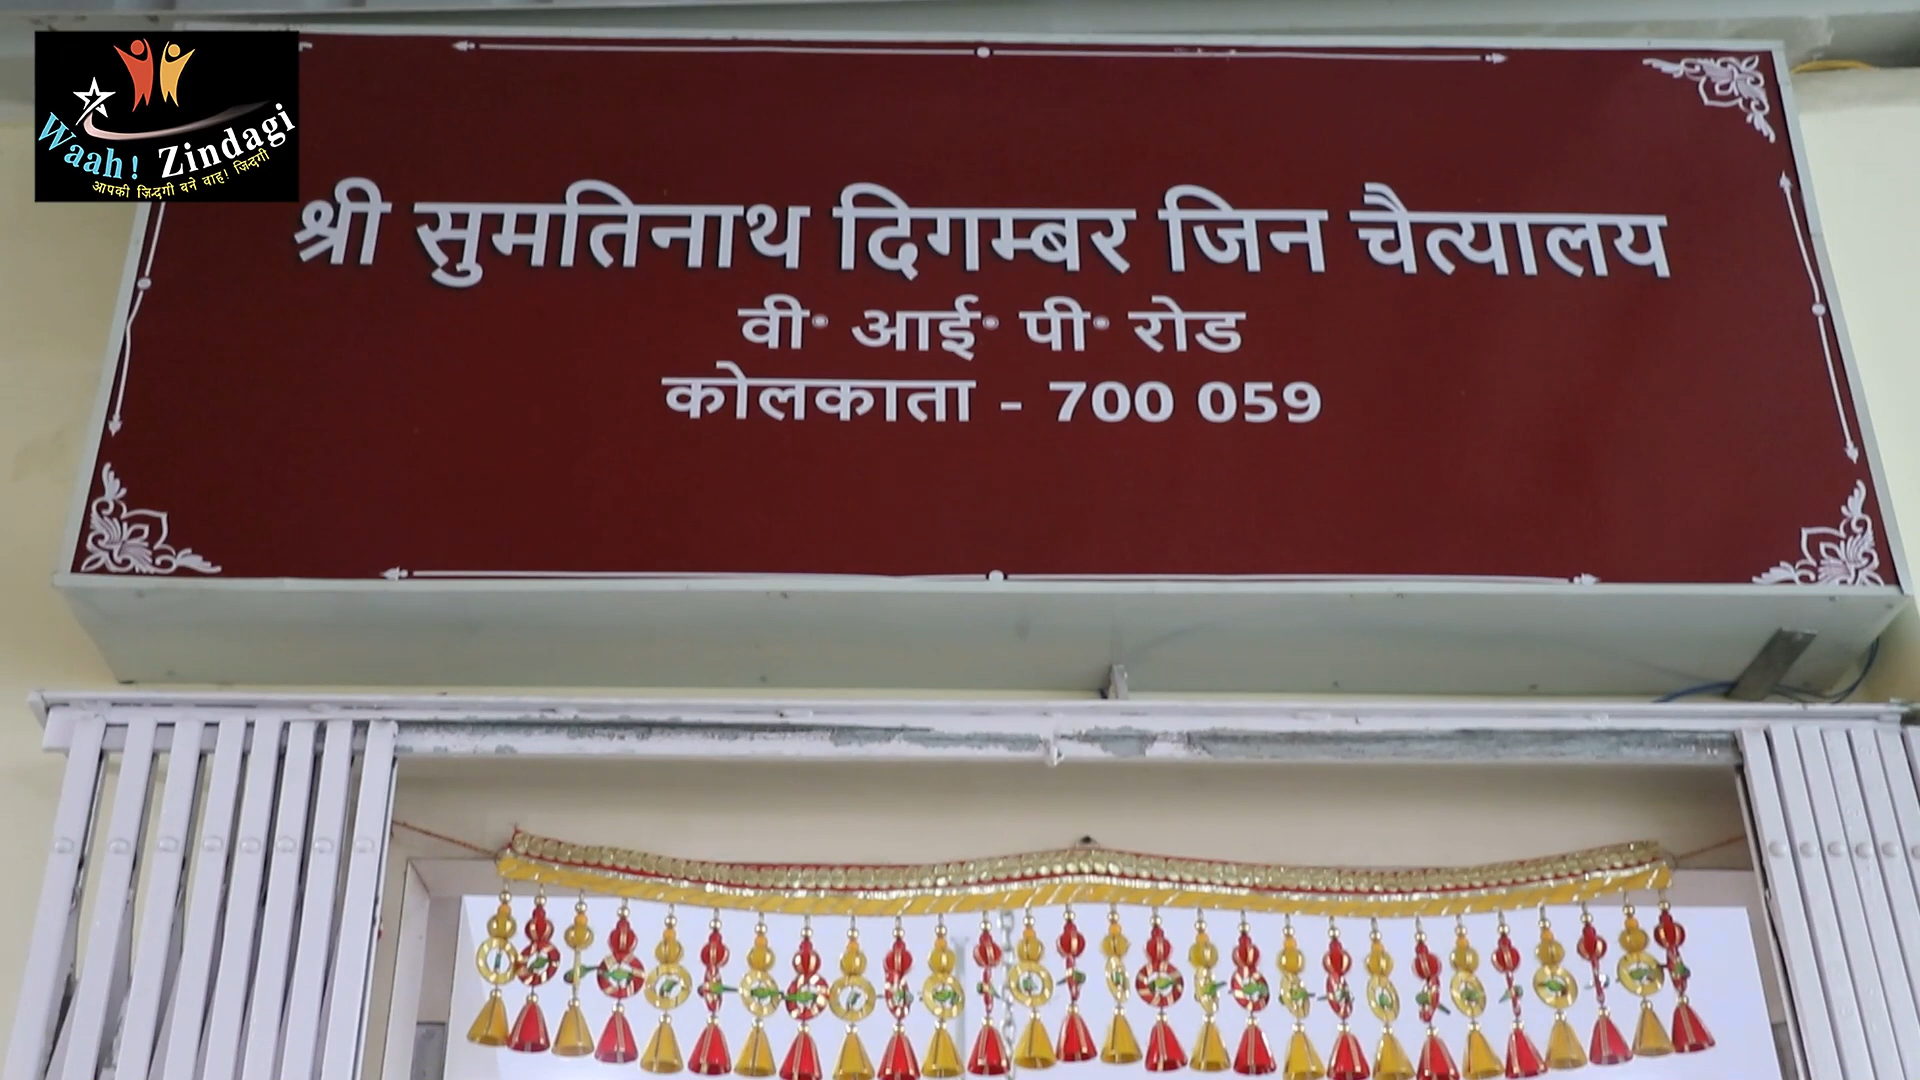 Waah! Zindagi
आपकी ज़िन्दगी बने वाह! ज़िन्दगी
श्री सुमतिनाथ दिगम्बर जिन चैत्यालय
वी॰ आई॰ पी॰ रोड
कोलकाता - 700 059